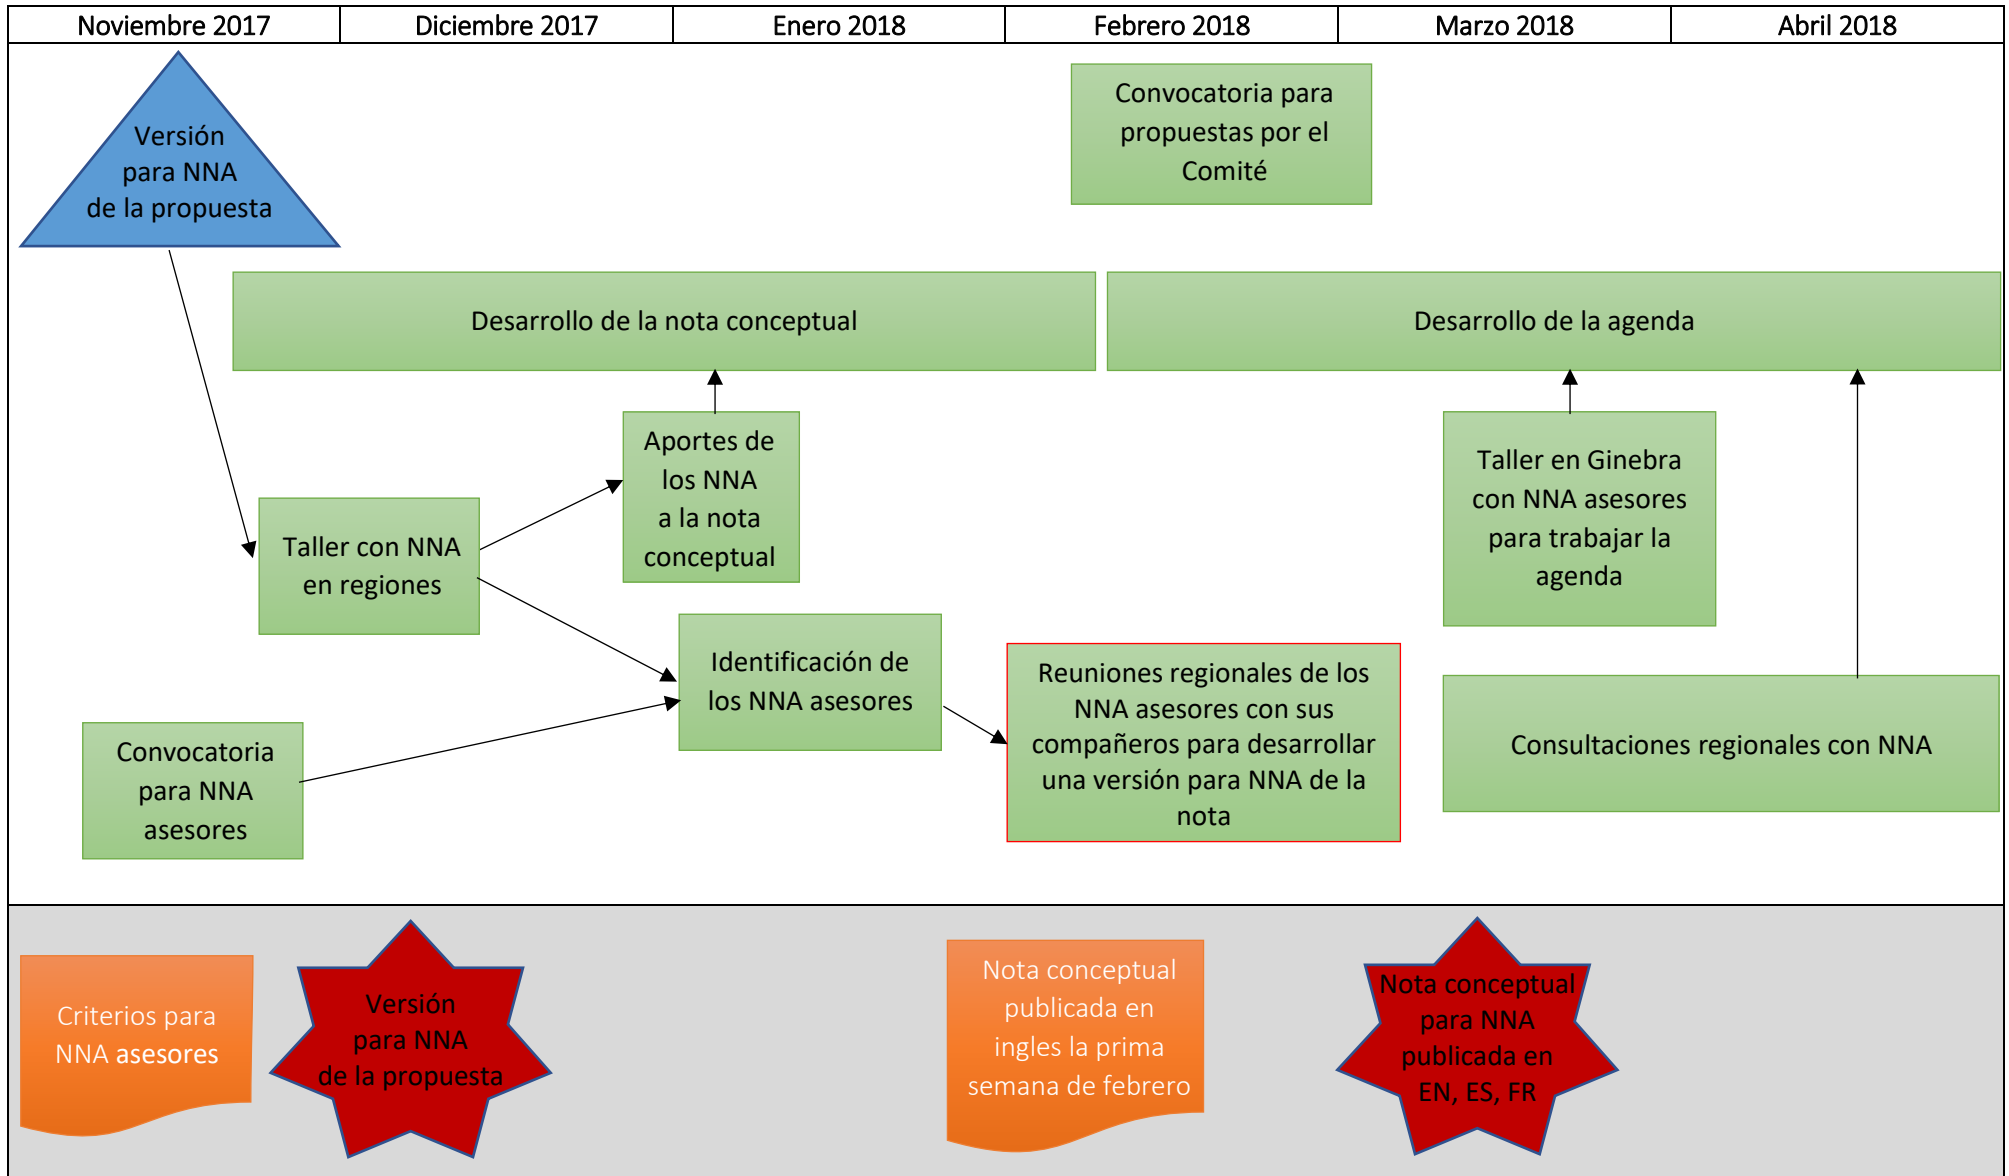 Noviembre 2017
Diciembre 2017
Enero 2018
Febrero 2018
Marzo 2018
Abril 2018
Versión
para NNA
de la propuesta
Convocatoria para
propuestas por el
Comité
Desarrollo de la nota conceptual
Desarrollo de la agenda
Aportes de
los NNA
a la nota
conceptual
Taller en Ginebra
con NNA asesores
para trabajar la
agenda
Taller con NNA
en regiones
Identificación de
los NNA asesores
Reuniones regionales de los
NNA asesores con sus
compañeros para desarrollar
una versión para NNA de la
nota
Consultaciones regionales con NNA
Convocatoria
para NNA
asesores
Criterios para
NNA asesores
Versión
para NNA
de la propuesta
Nota conceptual
publicada en
ingles la prima
semana de febrero
Nota conceptual
para NNA
publicada en
EN, ES, FR